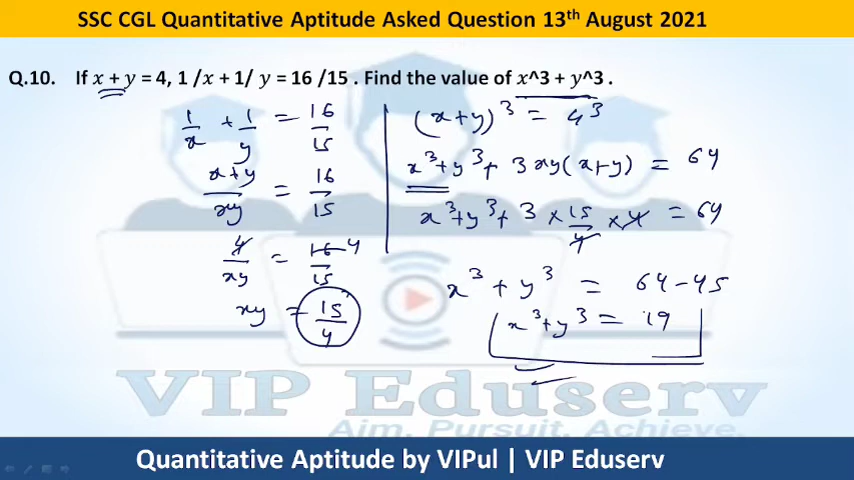 SSC CGL Quantitative Aptitude Asked Question 13th August 2021
Q.10. If x + y = 4, 1 /x + 1/ y = 16 /15 . Find the value of x^3 + y^3 .
1/x + 1/y = 16/15
x+y/xy = 16/15
4/xy = 16 4/15
xy = 15/4
(x+y)^3 = 4^3
x^3+y^3+ 3xy(x+y) = 64
x^3+y^3+ 3 × 15/4 × 4 = 64
x^3 + y^3 = 64-45
x^3+y^3 = 19
VIP Eduserv
Aim. Pursuit. Achieve.
Quantitative Aptitude by VIPul | VIP Eduserv